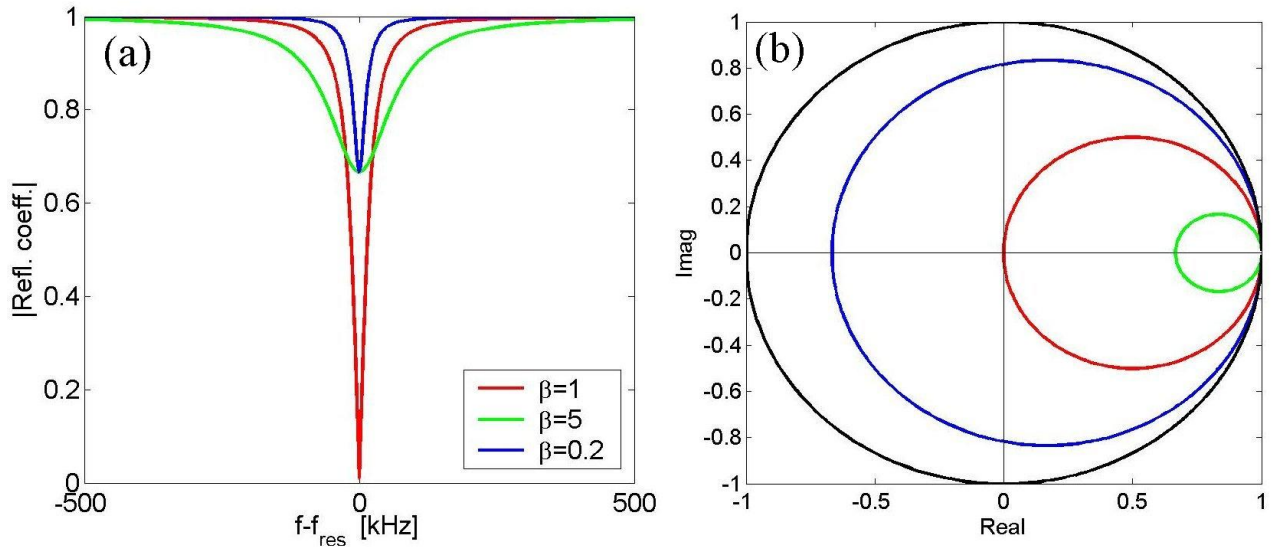 (a)
1
0.8
0.6
0.4
0.2
0
|Refl. coeff.|
β=1
β=5
β=0.2
-500
0
500
f-f_res [kHz]
(b)
1
0.8
0.6
0.4
0.2
0
-0.2
-0.4
-0.6
-0.8
-1
Imag
-1
-0.5
0
0.5
1
Real